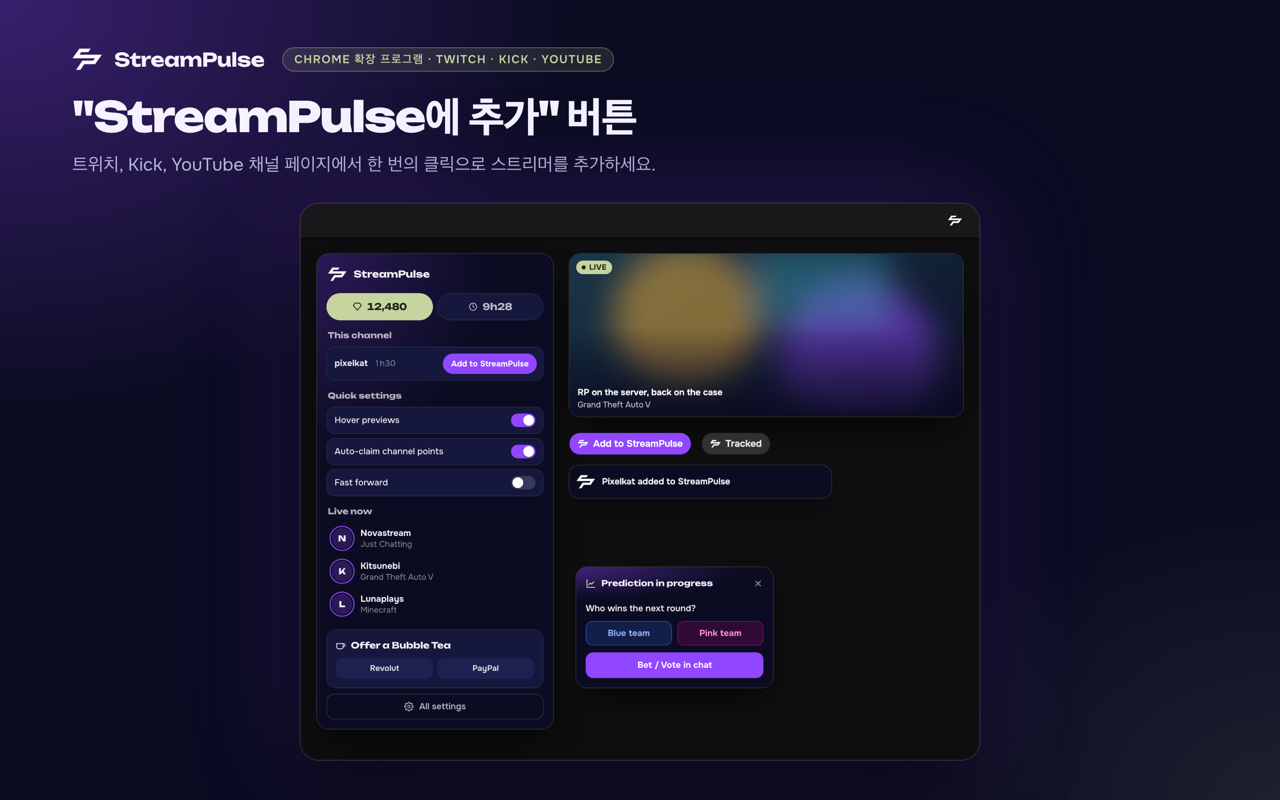 StreamPulse
CHROME 확장 프로그램 · TWITCH · KICK · YOUTUBE
"StreamPulse에 추가" 버튼
트위치, Kick, YouTube 채널 페이지에서 한 번의 클릭으로 스트리머를 추가하세요.
StreamPulse
12,480
9h28
This channel
pixelkat 1h30
Add to StreamPulse
Quick settings
Hover previews
Auto-claim channel points
Fast forward
Live now
N
Novastream
Just Chatting
K
Kitsunebi
Grand Theft Auto V
L
Lunaplays
Minecraft
Offer a Bubble Tea
Revolut
PayPal
All settings
LIVE
RP on the server, back on the case
Grand Theft Auto V
Add to StreamPulse
Tracked
Pixelkat added to StreamPulse
Prediction in progress
Who wins the next round?
Blue team
Pink team
Bet / Vote in chat